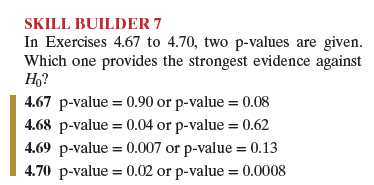 SKILL BUILDER 7
In Exercises 4.67 to 4.70, two p-values are given.
Which one provides the strongest evidence against
H₀?
4.67 p-value = 0.90 or p-value = 0.08
4.68 p-value = 0.04 or p-value = 0.62
4.69 p-value = 0.007 or p-value = 0.13
4.70 p-value = 0.02 or p-value = 0.0008